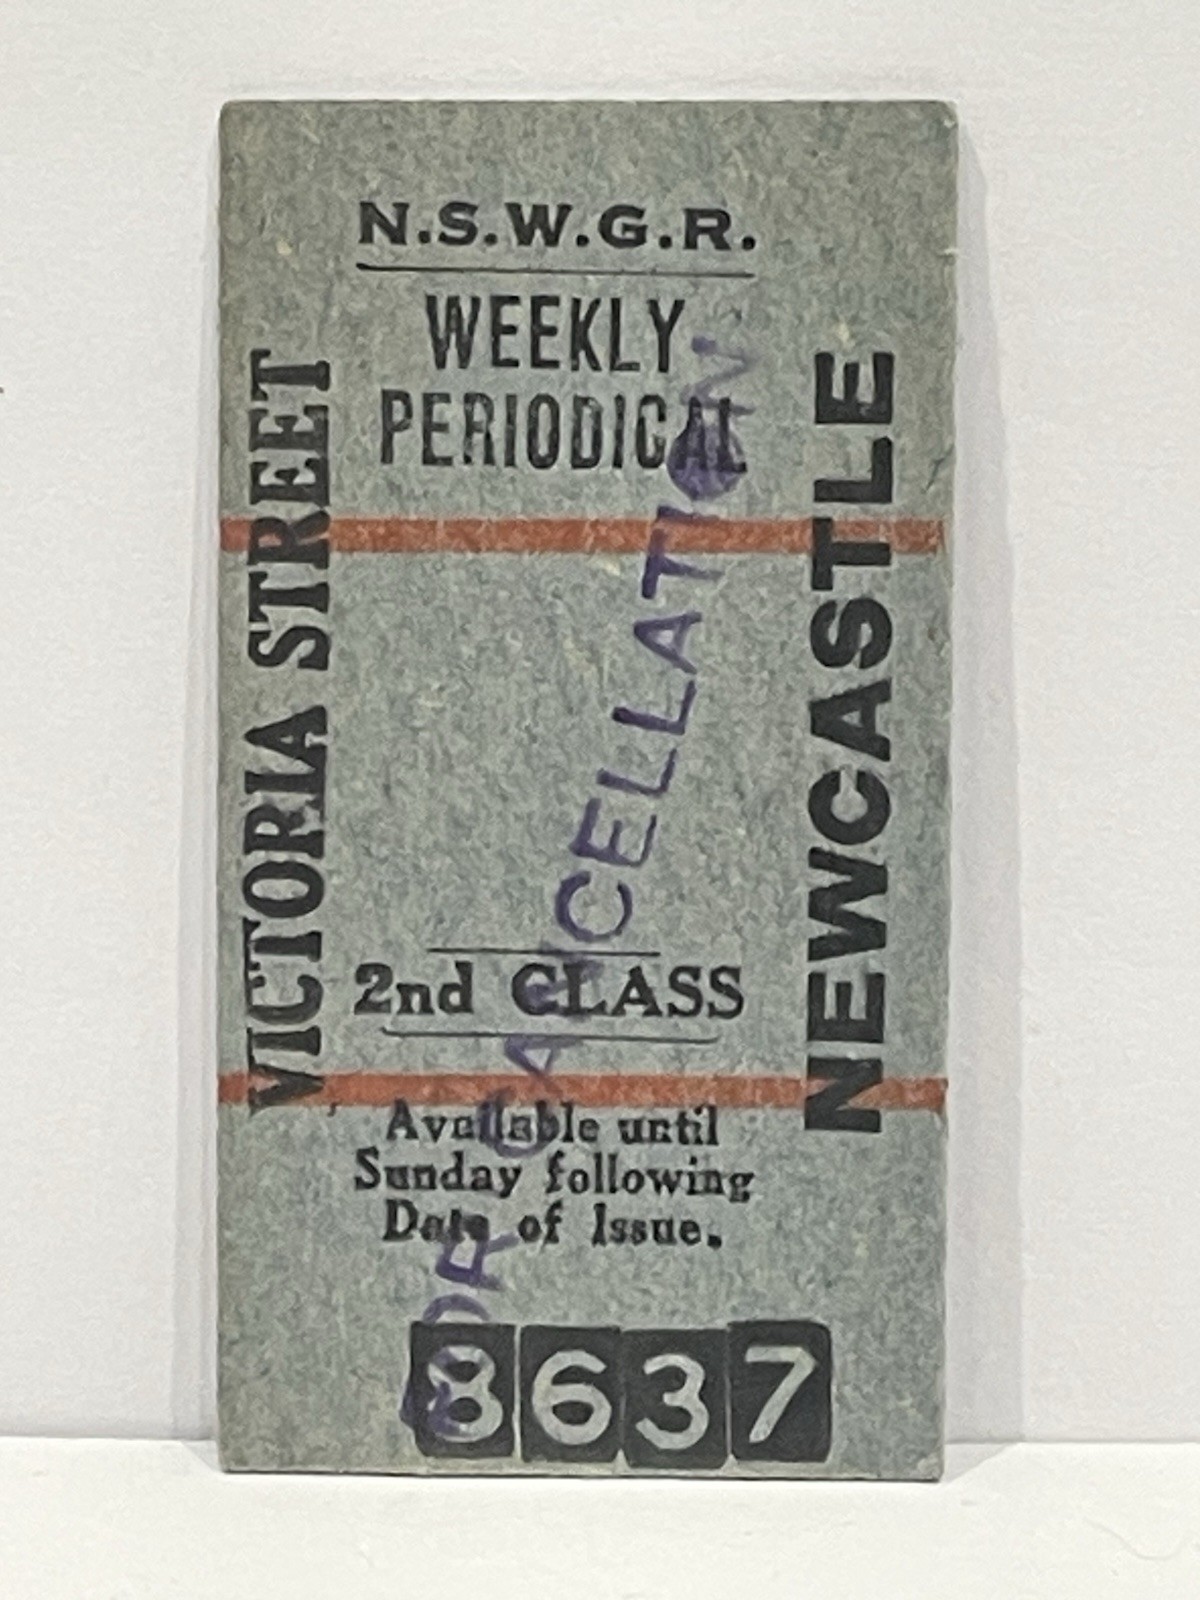 N.S.W.G.R.
WEEKLY
PERIODICAL
VICTORIA STREET
NEWCASTLE
FOR CANCELLATION
2nd CLASS
Available until
Sunday following
Date of Issue.
8637